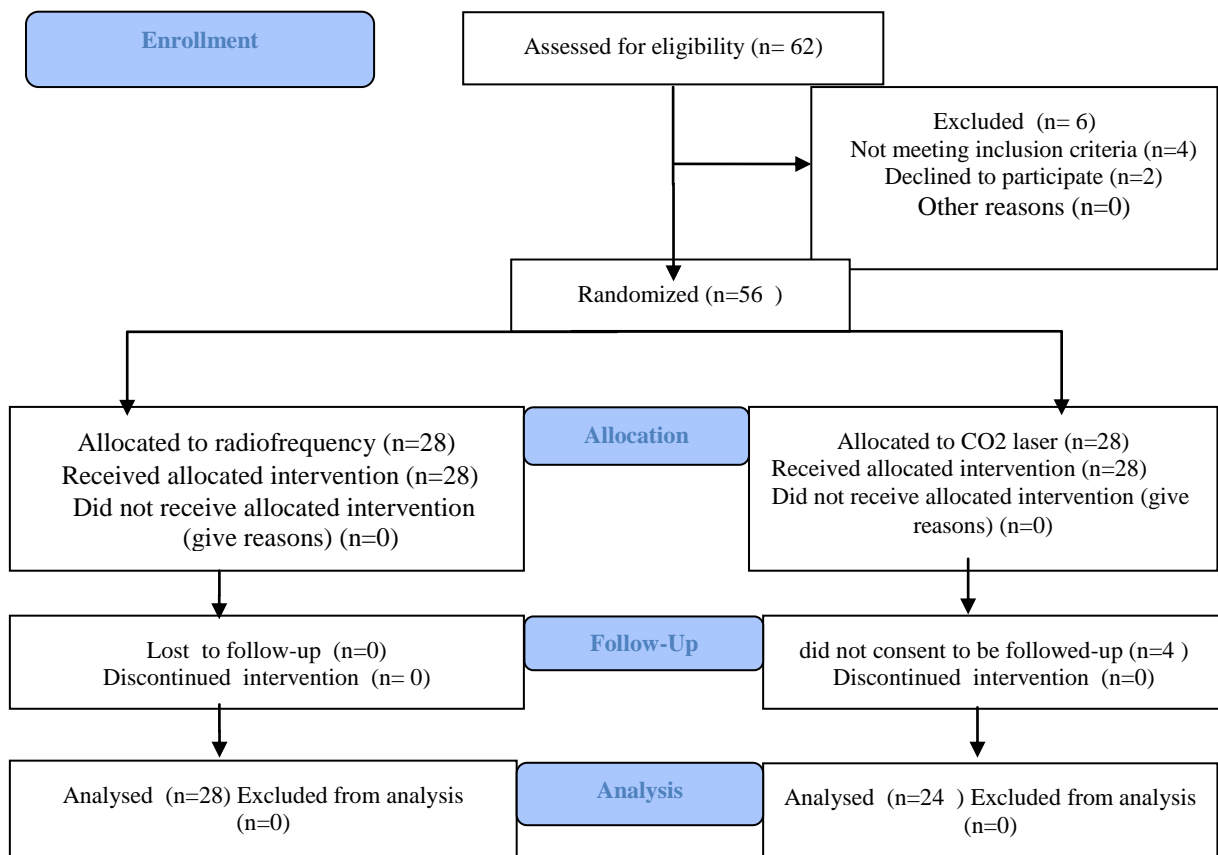 Enrollment
Assessed for eligibility (n= 62)
Excluded (n= 6)
Not meeting inclusion criteria (n=4)
Declined to participate (n=2)
Other reasons (n=0)
Randomized (n=56 )
Allocated to radiofrequency (n=28)
Received allocated intervention (n=28)
Did not receive allocated intervention
(give reasons) (n=0)
Allocation
Allocated to CO2 laser (n=28)
Received allocated intervention (n=28)
Did not receive allocated intervention (give
reasons) (n=0)
Lost to follow-up (n=0)
Discontinued intervention (n= 0)
Follow-Up
did not consent to be followed-up (n=4 )
Discontinued intervention (n=0)
Analysed (n=28) Excluded from analysis
(n=0)
Analysis
Analysed (n=24 ) Excluded from analysis
(n=0)